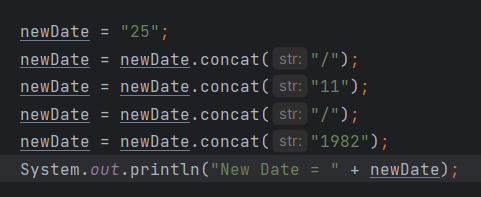 newDate = "25";
newDate = newDate.concat( str: "/");
newDate = newDate.concat( str: "11");
newDate = newDate.concat( str: "/");
newDate = newDate.concat( str: "1982");
System.out.println("New Date = " + newDate);